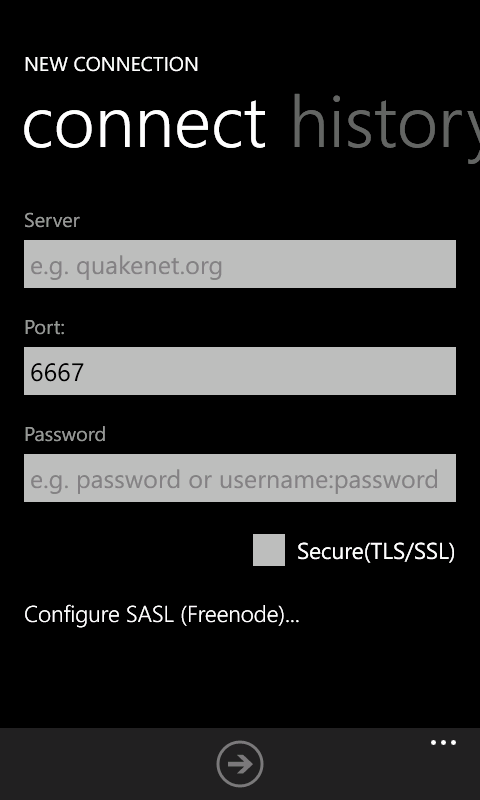 NEW CONNECTION
connect history
Server
e.g. quakenet.org
Port:
6667
Password
e.g. password or username:password
Secure(TLS/SSL)
Configure SASL (Freenode)...